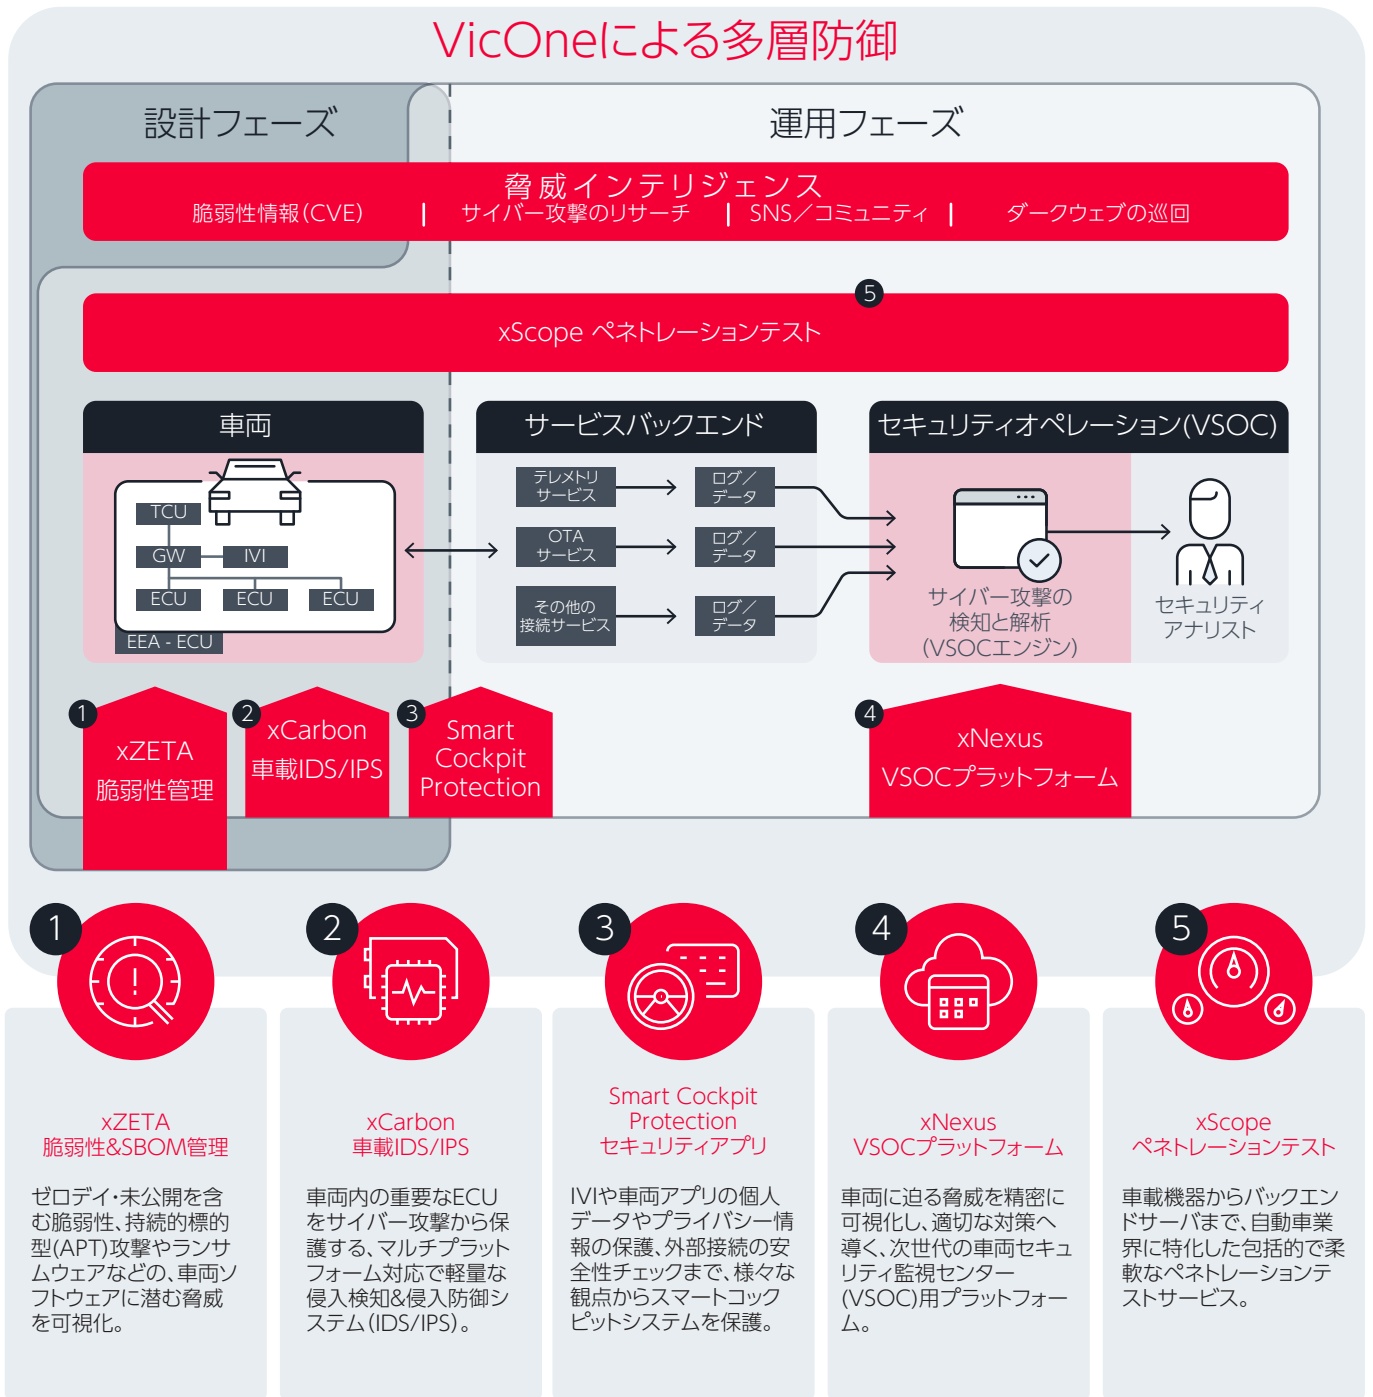 VicOneによる多層防御
設計フェーズ
運用フェーズ
脅威インテリジェンス
脆弱性情報(CVE) | サイバー攻撃のリサーチ | SNS／コミュニティ | ダークウェブの巡回
5
xScope ペネトレーションテスト
車両
TCU
GW
IVI
ECU
ECU
ECU
EEA - ECU
サービスバックエンド
テレメトリ
サービス
ログ／
データ
OTA
サービス
ログ／
データ
その他の
接続サービス
ログ／
データ
セキュリティオペレーション(VSOC)
サイバー攻撃の
検知と解析
(VSOCエンジン)
セキュリティ
アナリスト
1
xZETA
脆弱性管理
2
xCarbon
車載IDS/IPS
3
Smart
Cockpit
Protection
4
xNexus
VSOCプラットフォーム
1
xZETA
脆弱性&SBOM管理
ゼロデイ・未公開を含
む脆弱性、持続的標的
型(APT)攻撃やランサ
ムウェアなどの、車両ソ
フトウェアに潜む脅威
を可視化。
2
xCarbon
車載IDS/IPS
車両内の重要なECU
をサイバー攻撃から保
護する、マルチプラット
フォーム対応で軽量な
侵入検知&侵入防御シ
ステム(IDS/IPS)。
3
Smart Cockpit
Protection
セキュリティアプリ
IVIや車両アプリの個人
データやプライバシー情
報の保護、外部接続の安
全性チェックまで、様々な
観点からスマートコック
ピットシステムを保護。
4
xNexus
VSOCプラットフォーム
車両に迫る脅威を精密に
可視化し、適切な対策へ
導く、次世代の車両セキュ
リティ監視センター
(VSOC)用プラットフォー
ム。
5
xScope
ペネトレーションテスト
車載機器からバックエン
ドサーバまで、自動車業
界に特化した包括的で柔
軟なペネトレーションテ
ストサービス。